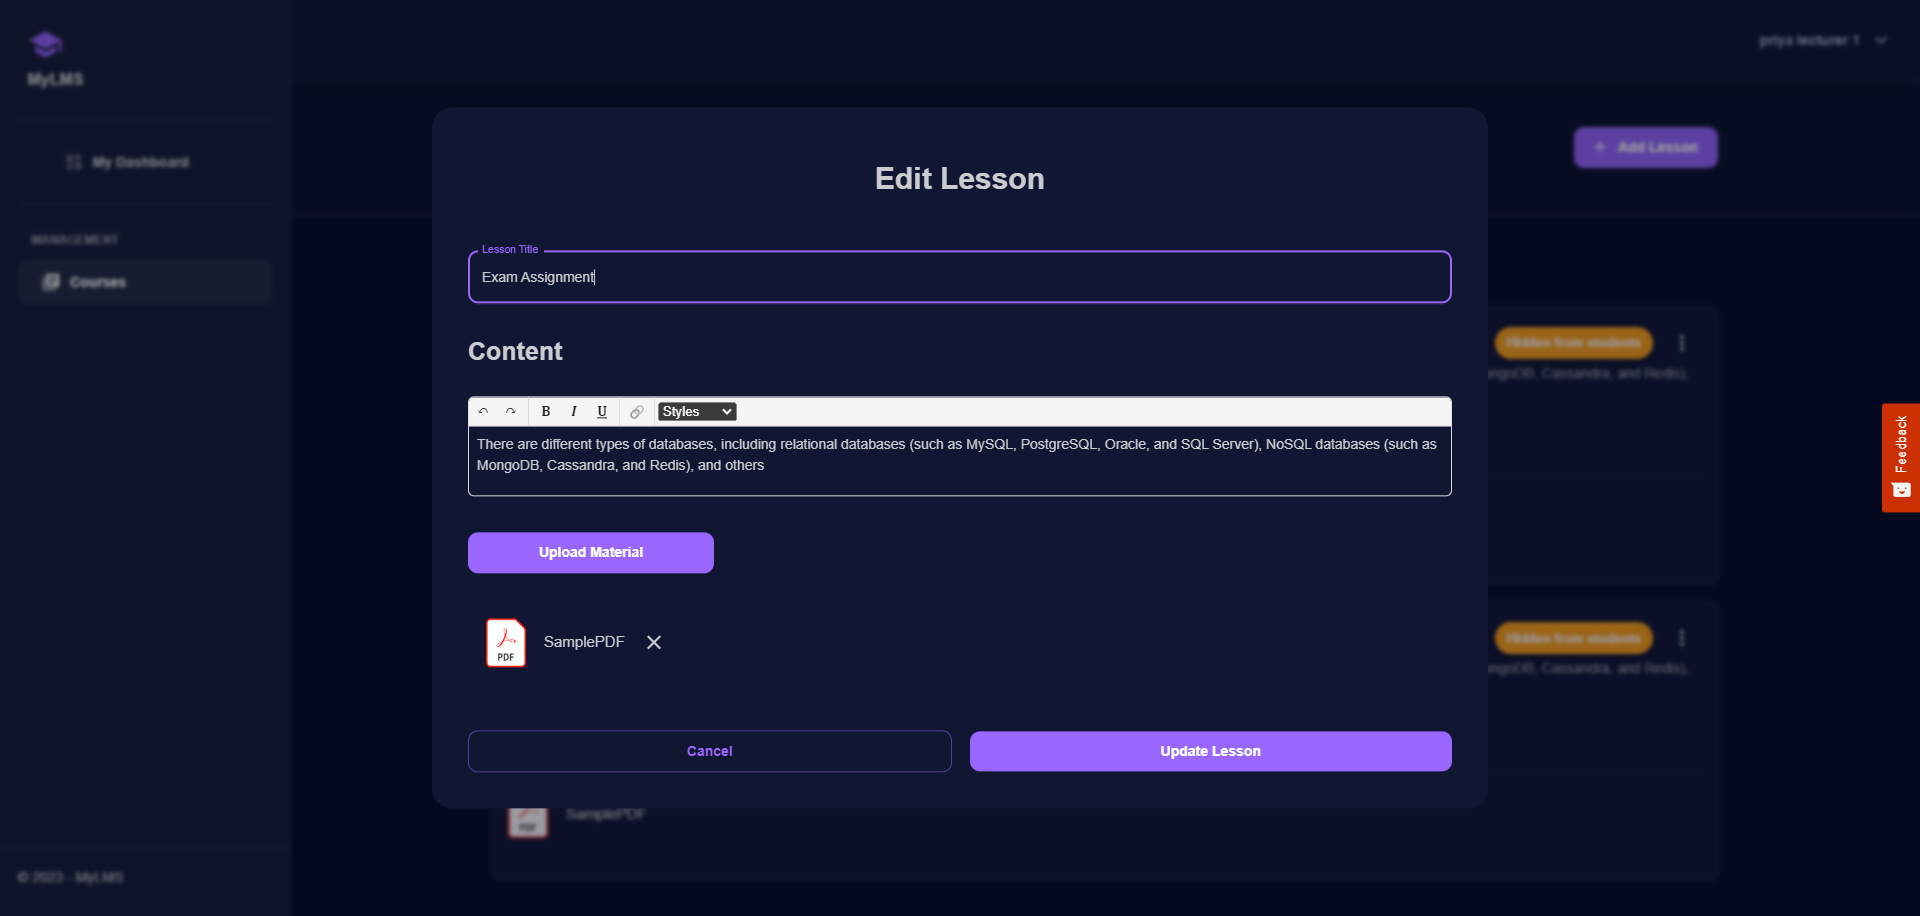 MyLMS
priya lecturer 1
My Dashboard
MANAGEMENT
Courses
Add Lesson
Edit Lesson
Lesson Title
Exam Assignment
Content
B I U Styles
There are different types of databases, including relational databases (such as MySQL, PostgreSQL, Oracle, and SQL Server), NoSQL databases (such as
MongoDB, Cassandra, and Redis), and others
Upload Material
PDF
SamplePDF
Cancel
Update Lesson
Hidden from students
MongoDB, Cassandra, and Redis),
Hidden from students
MongoDB, Cassandra, and Redis),
PDF
SamplePDF
Feedback
© 2023 - MyLMS